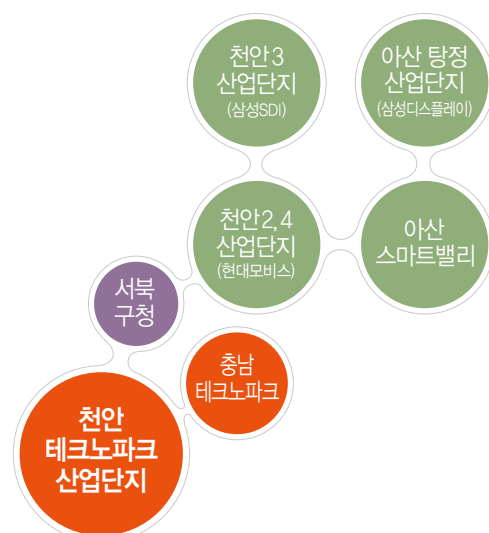 천안 3
산업단지
(삼성SDI)
아산 탕정
산업단지
(삼성디스플레이)
천안 2, 4
산업단지
(현대모비스)
아산
스마트밸리
서북
구청
충남
테크노파크
천안
테크노파크
산업단지